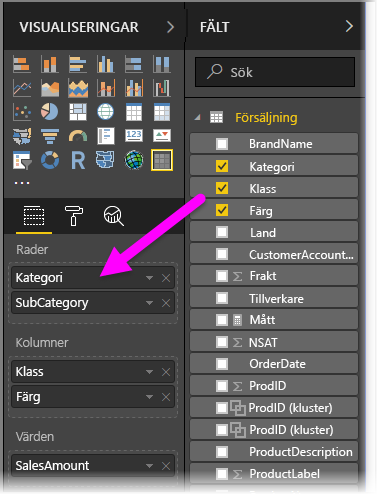 VISUALISERINGAR
R
123
...
Rader
Kategori
SubCategory
Kolumner
Klass
Färg
Värden
SalesAmount
FÄLT
Sök
Försäljning
BrandName
Kategori
Klass
Färg
Land
CustomerAccount...
Frakt
Tillverkare
Mått
NSAT
OrderDate
ProdID
ProdID (kluster)
ProdID (kluster)
ProductDescription
ProductLabel